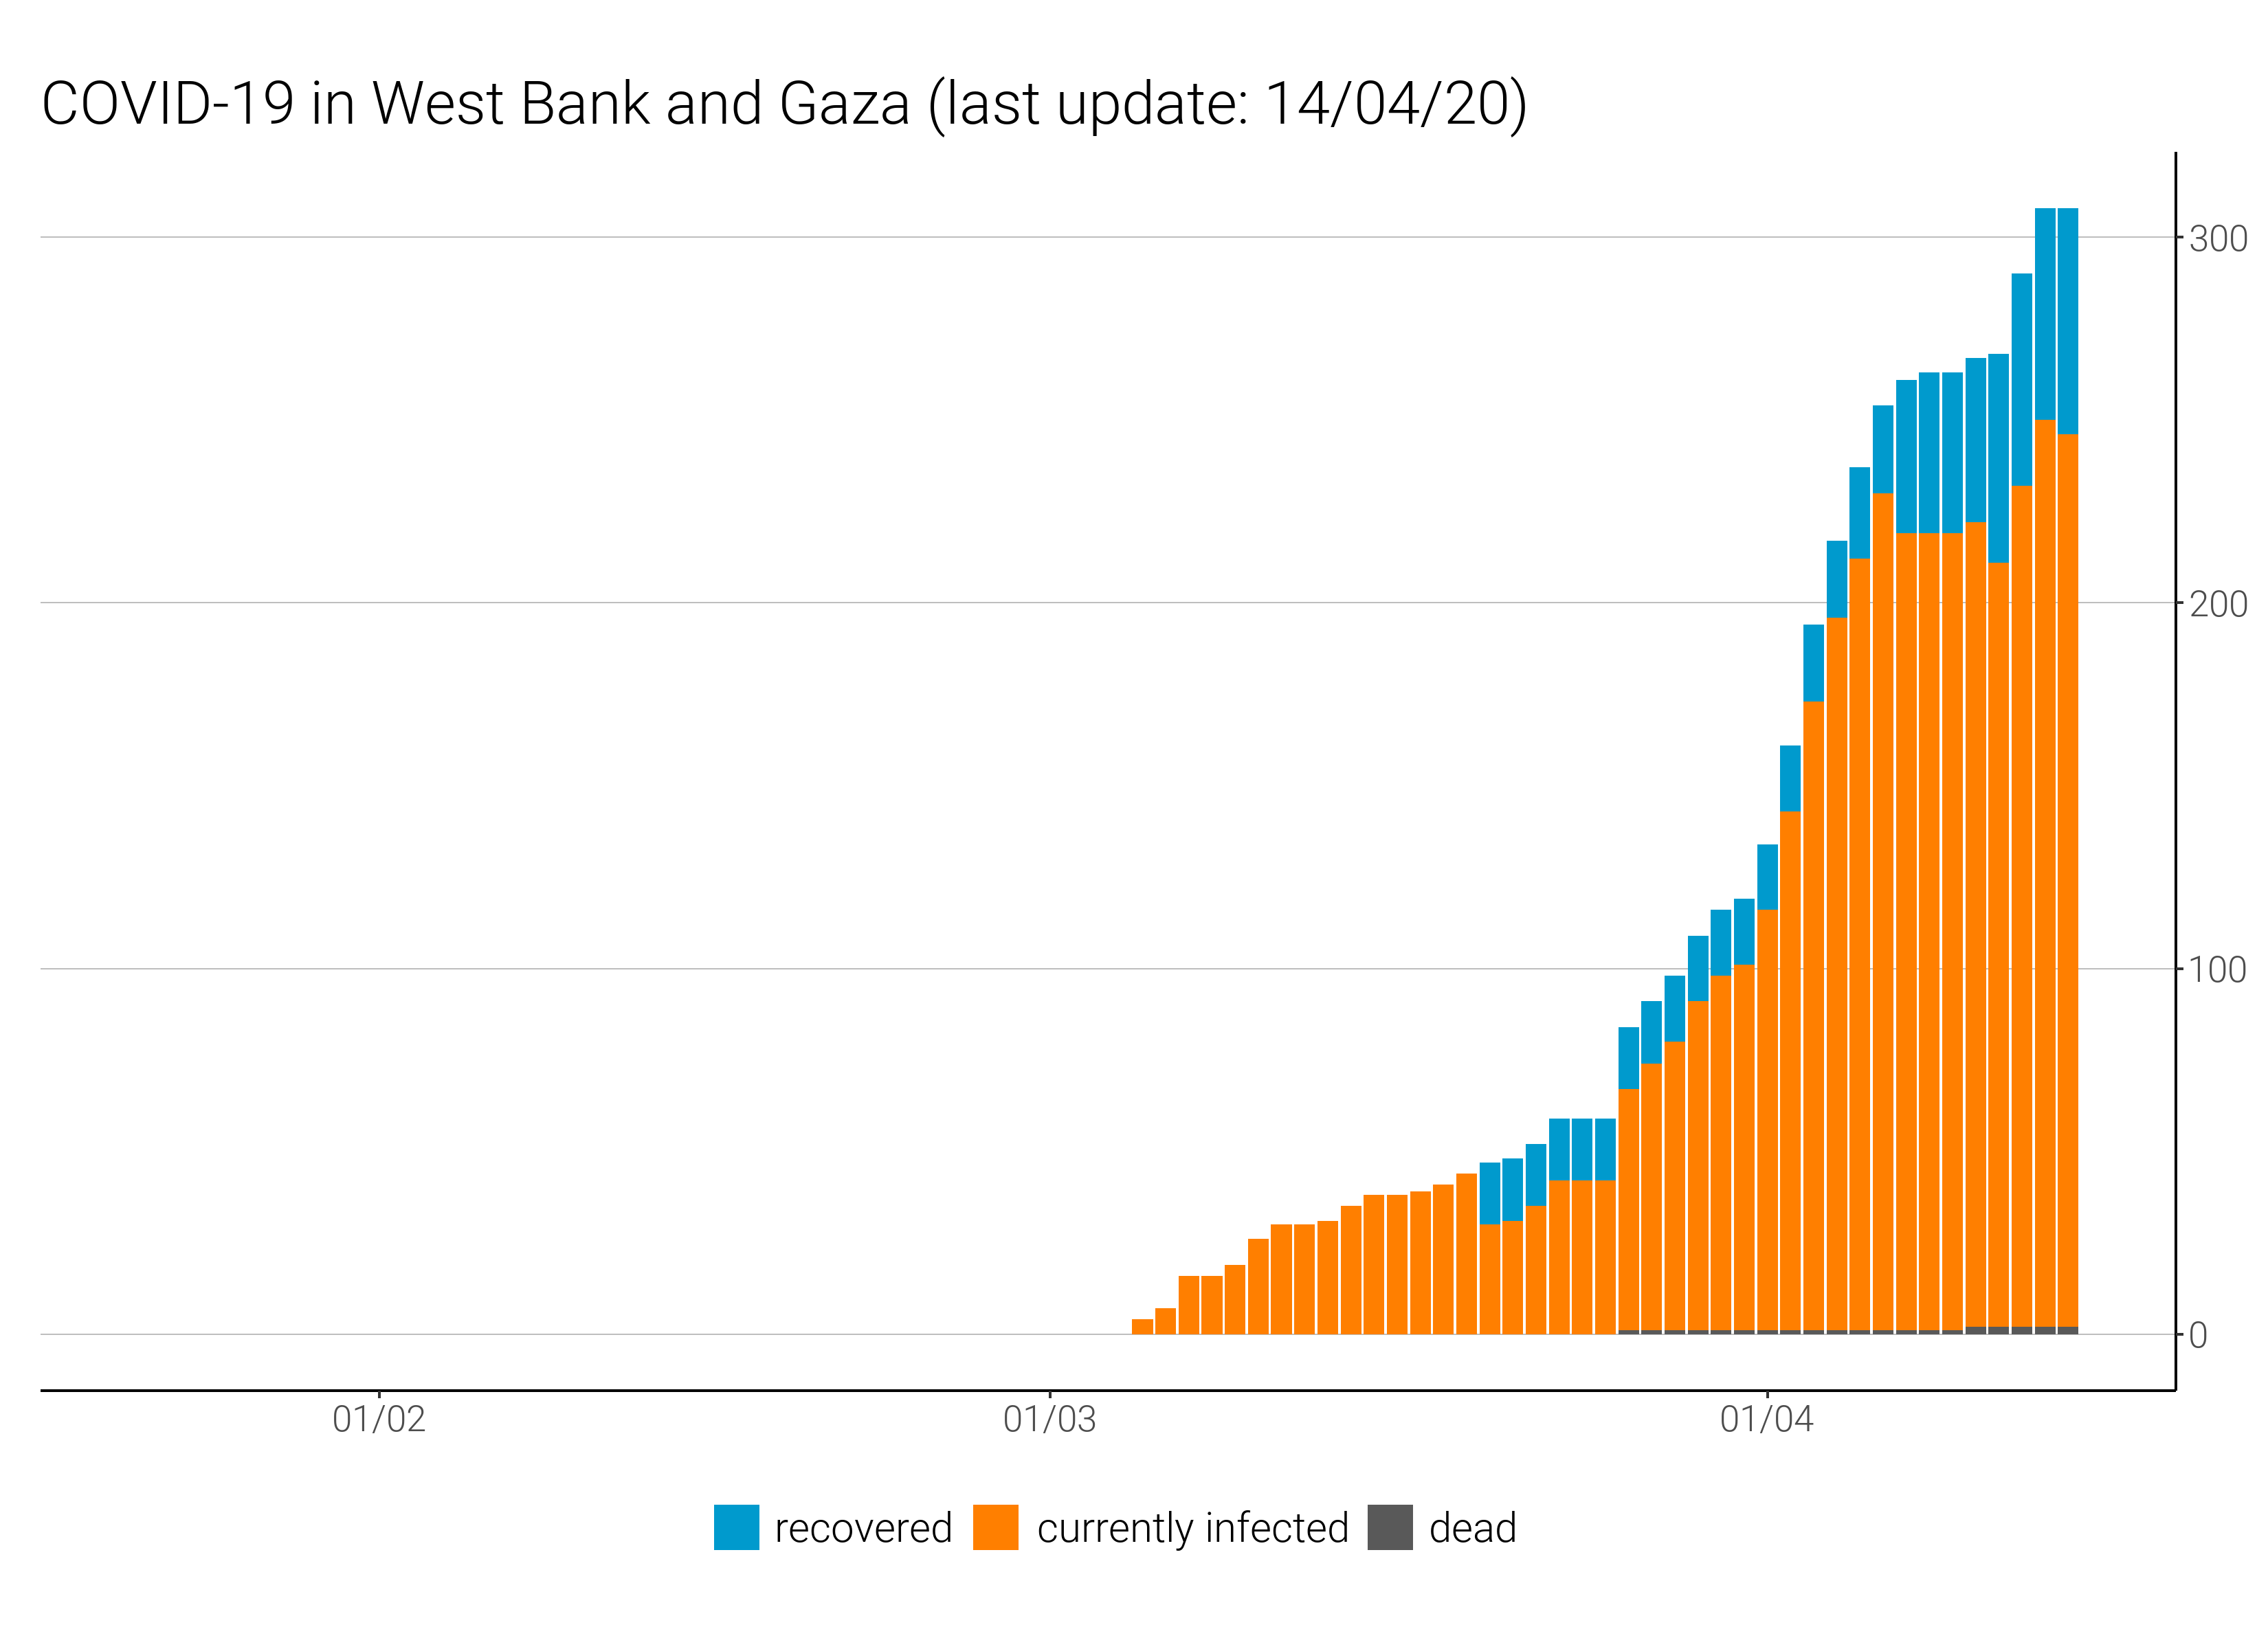 COVID-19 in West Bank and Gaza (last update: 14/04/20)
300
200
100
0
01/02 01/03 01/04
recovered currently infected dead